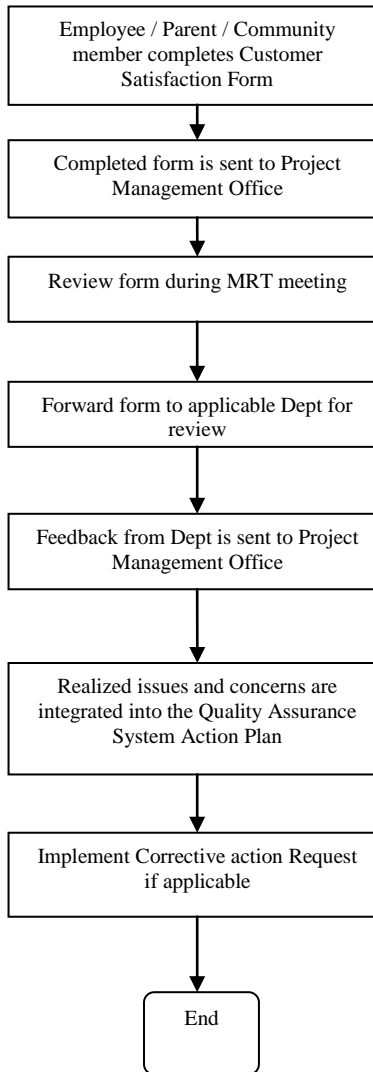 Employee / Parent / Community
member completes Customer
Satisfaction Form
Completed form is sent to Project
Management Office
Review form during MRT meeting
Forward form to applicable Dept for
review
Feedback from Dept is sent to Project
Management Office
Realized issues and concerns are
integrated into the Quality Assurance
System Action Plan
Implement Corrective action Request
if applicable
End